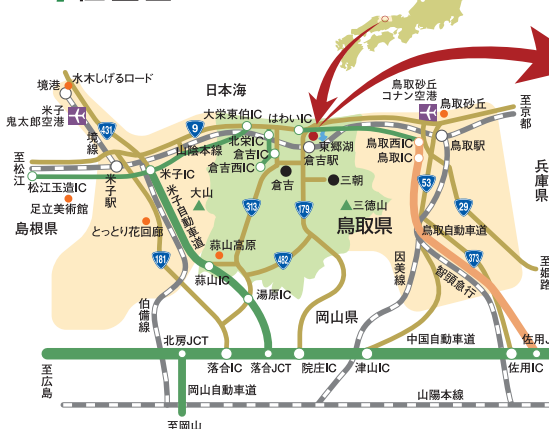 境港
水木しげるロード
日本海
鳥取砂丘
コナン空港
鳥取砂丘
至京都
米子
鬼太郎空港
431
境線
9
大栄東伯IC
はわいIC
北栄IC
東郷湖
倉吉駅
鳥取西IC
鳥取駅
山陰本線
倉吉IC
倉吉西IC
鳥取IC
至松江
兵庫県
松江玉造IC
米子駅
米子IC
大山
倉吉
三朝
53
足立美術館
米子自動車道
313
179
三徳山
29
島根県
とっとり花回廊
鳥取県
鳥取自動車道
181
蒜山高原
482
因美線
373
至姫路
蒜山IC
智頭急行
湯原IC
伯備線
岡山県
北房JCT
中国自動車道
佐用J
至広島
落合IC
落合JCT
院庄IC
津山IC
佐用IC
岡山自動車道
山陽本線
至岡山